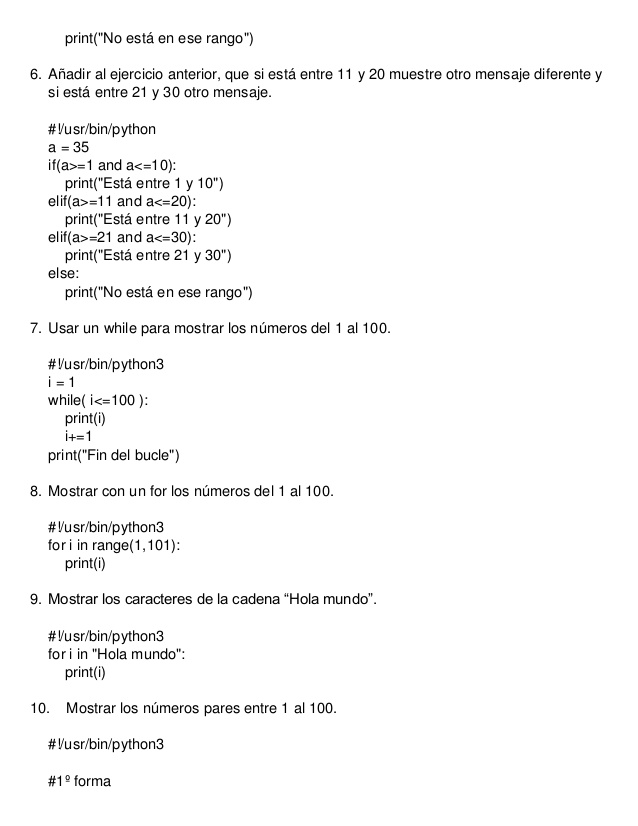 print("No está en ese rango")
6. Añadir al ejercicio anterior, que si está entre 11 y 20 muestre otro mensaje diferente y
si está entre 21 y 30 otro mensaje.
#!/usr/bin/python
a = 35
if(a>=1 and a<=10):
print("Está entre 1 y 10")
elif(a>=11 and a<=20):
print("Está entre 11 y 20")
elif(a>=21 and a<=30):
print("Está entre 21 y 30")
else:
print("No está en ese rango")
7. Usar un while para mostrar los números del 1 al 100.
#!/usr/bin/python3
i = 1
while( i<=100 ):
print(i)
i+=1
print("Fin del bucle")
8. Mostrar con un for los números del 1 al 100.
#!/usr/bin/python3
for i in range(1,101):
print(i)
9. Mostrar los caracteres de la cadena “Hola mundo”.
#!/usr/bin/python3
for i in "Hola mundo":
print(i)
10. Mostrar los números pares entre 1 al 100.
#!/usr/bin/python3
#1º forma